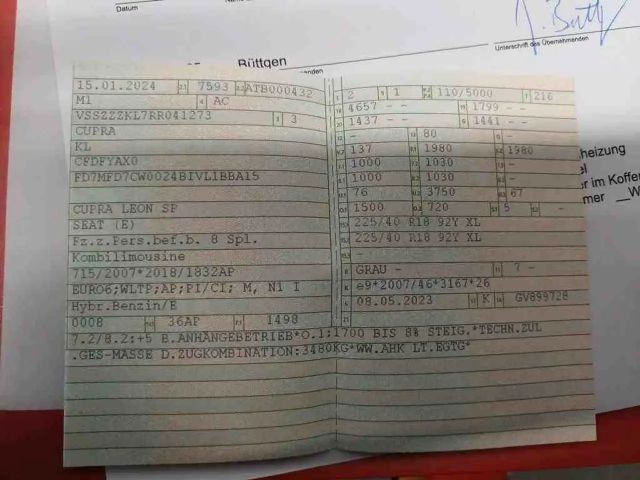 Datum
Unterschrift des Übernehmenden
Büttgen
15.01.2024 7593 ATB000432
M1 AC
VSSZZZKL7RR041273 3
CUPRA
KL
CFDFYAX0
FD7MFD7CW0024BIVL1BBA15
CUPRA LEON SP
SEAT (E)
Fz.z.Pers.bef.b. 8 Spl.
Kombilimousine
715/2007*2018/1832AP
EURO6;WLTP;AP;PI/CI; M, N1 I
Hybr.Benzin/E
0008 36AP 1498
2 1 110/5000 216
4657 - - 1799 - -
1437 - - 1441 - -
- 80 -
137 1980 1980
1000 1030 -
1000 1030 -
76 3750 67
1500 720 5 -
225/40 R18 92Y XL
225/40 R18 92Y XL
- -
GRAU - 7 -
e9*2007/46*3167*26
08.05.2023 K GV899728
7.2/8.2:+5 B.ANHÄNGEBETRIEB*O.1:1700 BIS 8% STEIG.*TECHN.ZUL
.GES-MASSE D.ZUGKOMBINATION:3480KG*WW.AHK LT.EGTG*
heizung
er im Koffer